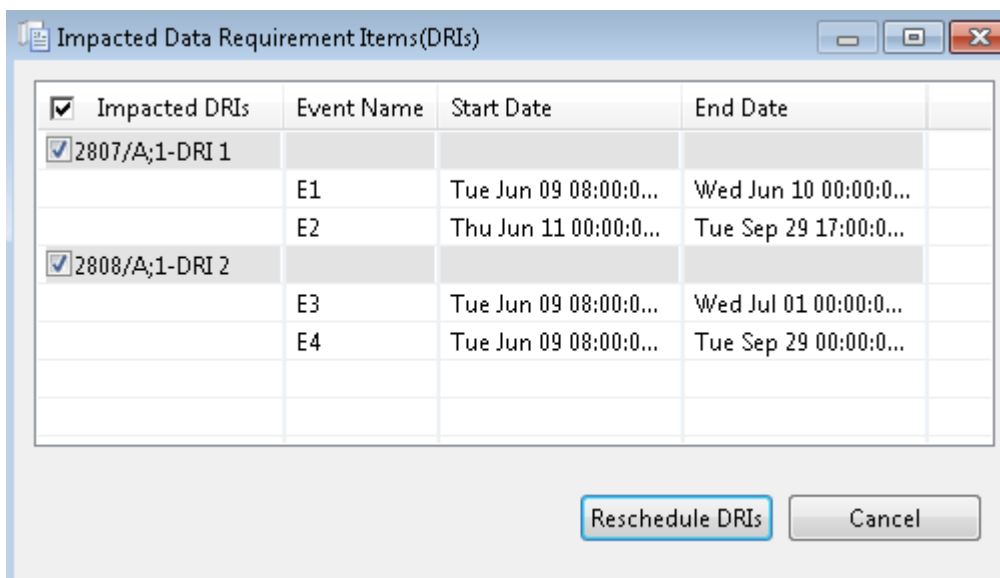 Impacted Data Requirement Items(DRIs)
Impacted DRIs Event Name Start Date End Date
2807/A;1-DRI 1
E1 Tue Jun 09 08:00:0... Wed Jun 10 00:00:0...
E2 Thu Jun 11 00:00:0... Tue Sep 29 17:00:0...
2808/A;1-DRI 2
E3 Tue Jun 09 08:00:0... Wed Jul 01 00:00:0...
E4 Tue Jun 09 08:00:0... Tue Sep 29 00:00:0...
Reschedule DRIs Cancel